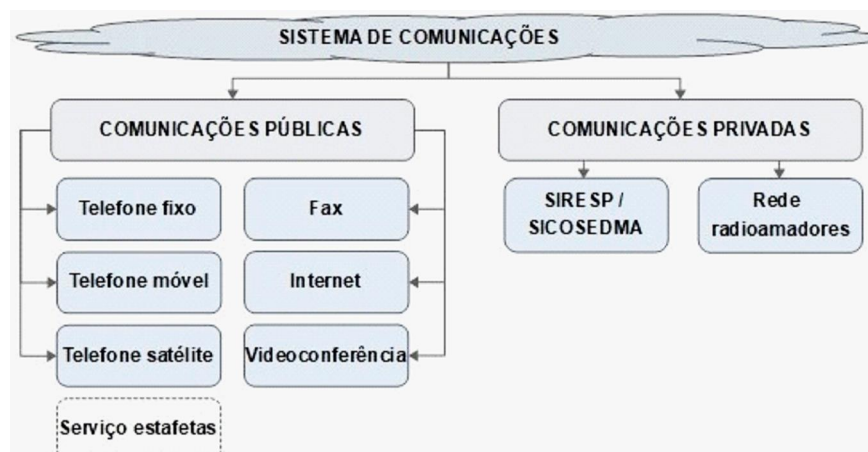 SISTEMA DE COMUNICAÇÕES
COMUNICAÇÕES PÚBLICAS
COMUNICAÇÕES PRIVADAS
Telefone fixo
Fax
SIRESP /
SICOSEDMA
Rede
radioamadores
Telefone móvel
Internet
Telefone satélite
Videoconferência
Serviço estafetas